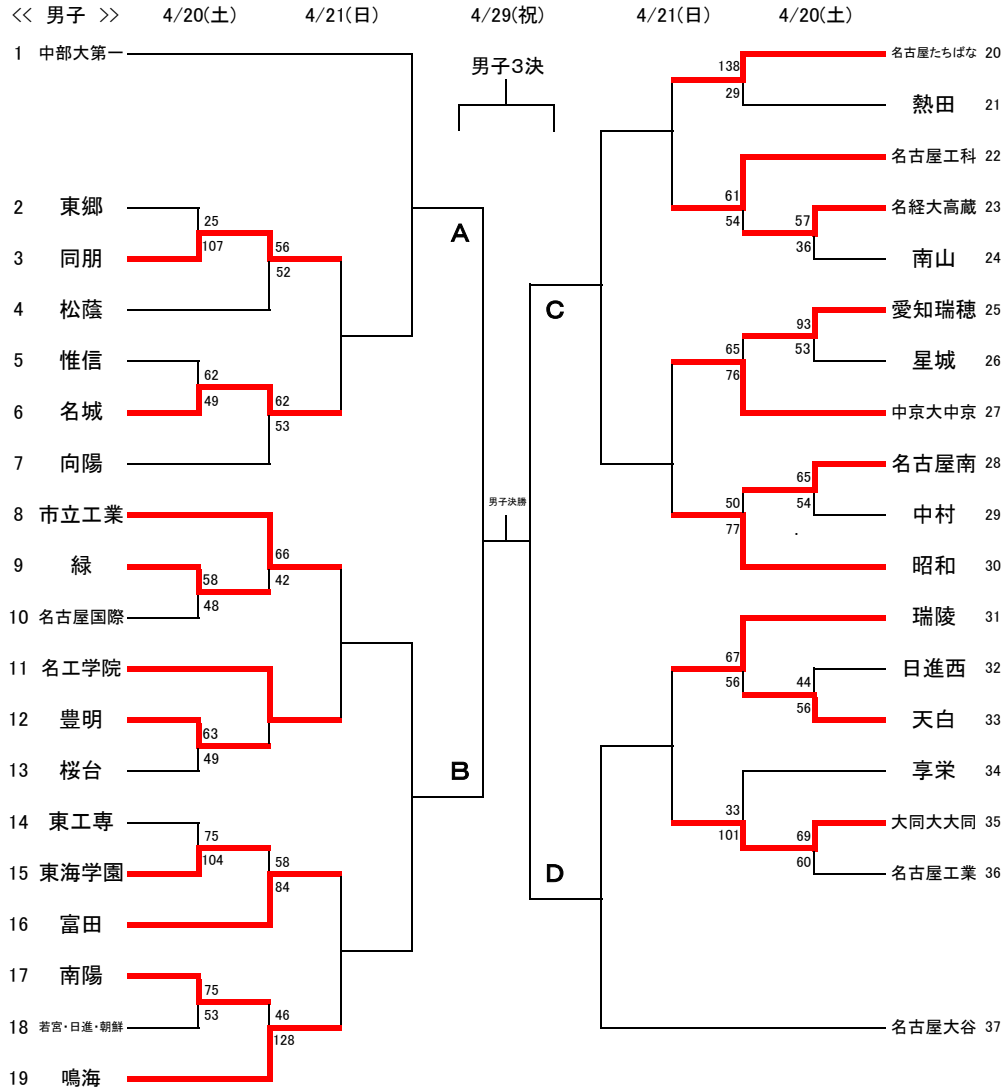 << 男子 >> 4/20(土) 4/21(日) 4/29(祝) 4/21(日) 4/20(土)
男子3決
1 中部大第一
2 東郷
25
107
3 同朋
56
52
4 松蔭
A
5 惟信
62
49
6 名城
62
53
7 向陽
8 市立工業
66
42
9 緑
58
48
10 名古屋国際
11 名工学院
12 豊明
63
49
13 桜台
B
14 東工専
75
104
15 東海学園
58
84
16 富田
17 南陽
75
53
18 若宮・日進・朝鮮
46
128
19 鳴海
男子決勝
名古屋たちばな 20
138
29
熱田 21
名古屋工科 22
61
54
名経大高蔵 23
57
36
南山 24
C
愛知瑞穂 25
93
53
65
76
星城 26
中京大中京 27
名古屋南 28
65
54
50
77
中村 29
.
昭和 30
瑞陵 31
67
56
日進西 32
44
56
天白 33
享栄 34
33
101
大同大大同 35
69
60
名古屋工業 36
D
名古屋大谷 37